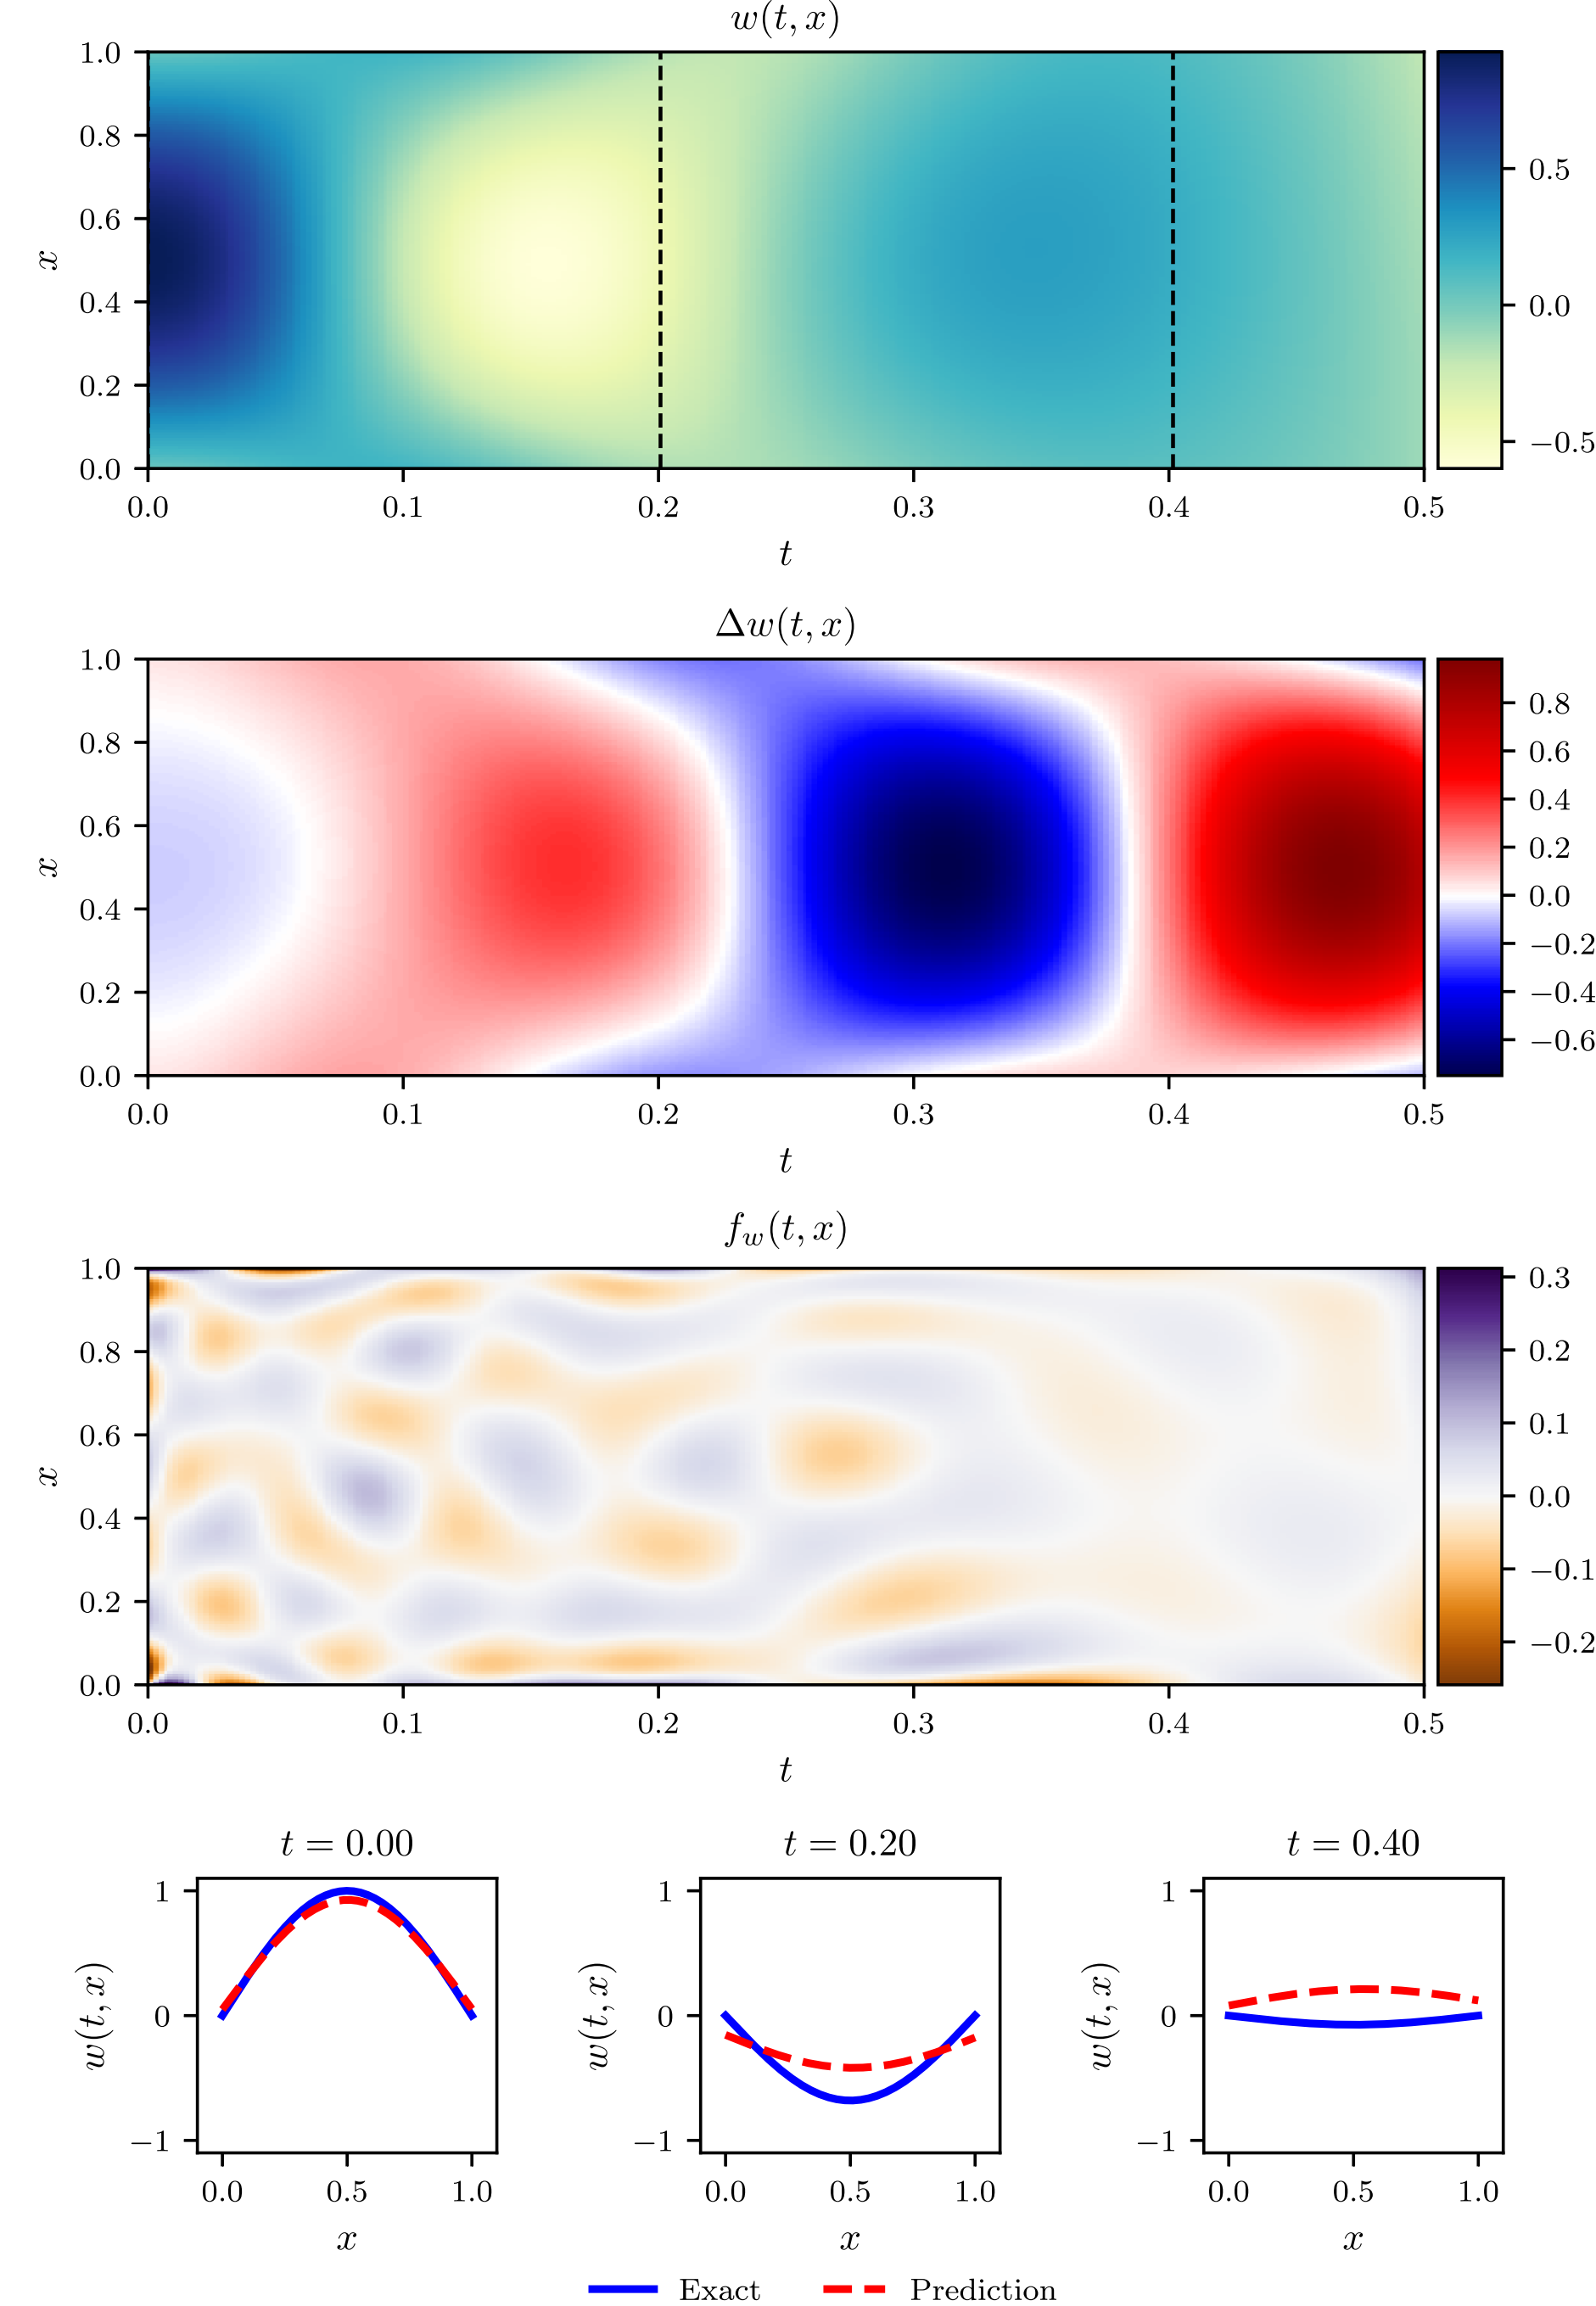 w(t, x)
1.0
0.8
0.6
0.4
0.2
0.0
x
0.0 0.1 0.2 0.3 0.4 0.5
t
0.5
0.0
−0.5
Δw(t, x)
1.0
0.8
0.6
0.4
0.2
0.0
x
0.0 0.1 0.2 0.3 0.4 0.5
t
0.8
0.6
0.4
0.2
0.0
−0.2
−0.4
−0.6
f_w(t, x)
1.0
0.8
0.6
0.4
0.2
0.0
x
0.0 0.1 0.2 0.3 0.4 0.5
t
0.3
0.2
0.1
0.0
−0.1
−0.2
t = 0.00
1
0
−1
w(t, x)
0.0 0.5 1.0
x
t = 0.20
1
0
−1
w(t, x)
0.0 0.5 1.0
x
t = 0.40
1
0
−1
w(t, x)
0.0 0.5 1.0
x
Exact Prediction